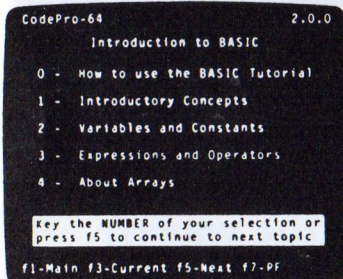 CodePro-64 2.0.0
Introduction to BASIC
0 - How to use the BASIC Tutorial
1 - Introductory Concepts
2 - Variables and Constants
3 - Expressions and Operators
4 - About Arrays
Key the NUMBER of your selection or
press f5 to continue to next topic
f1-Main f3-Current f5-Next f7-PF